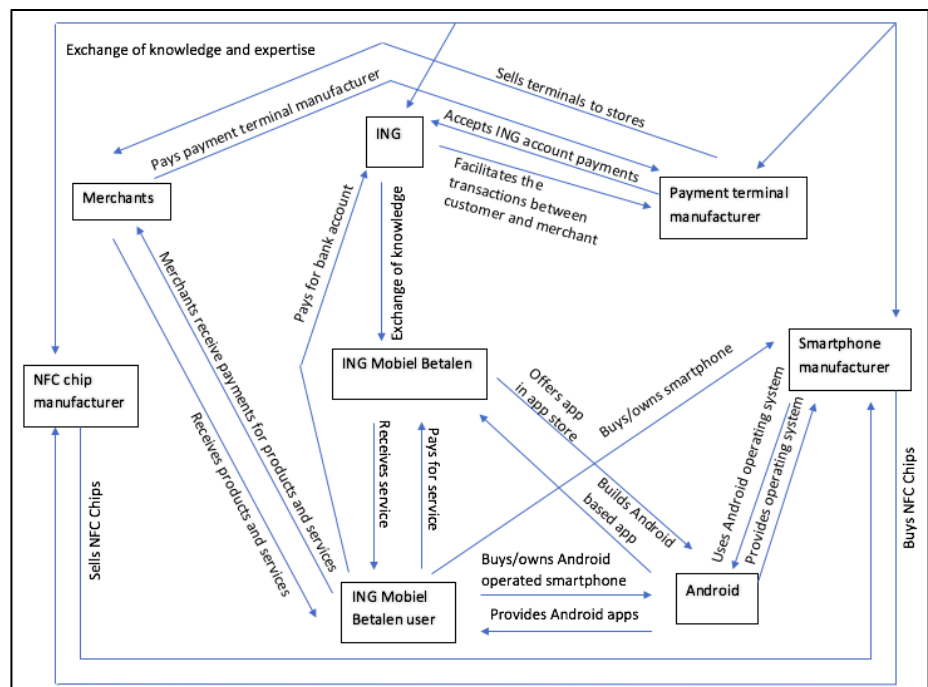 Exchange of knowledge and expertise
Sells terminals to stores
Pays payment terminal manufacturer
ING
Accepts ING account payments
Merchants
Facilitates the
transactions between
customer and merchant
Payment terminal
manufacturer
Pays for bank account
Exchange of knowledge
Merchants receive payments for products and services
Receives products and services
NFC chip
manufacturer
ING Mobiel Betalen
Offers app
in app store
Buys/owns smartphone
Smartphone
manufacturer
Receives service
Pays for service
Builds Android
based app
Uses Android operating system
Provides operating system
Sells NFC Chips
Buys NFC Chips
ING Mobiel
Betalen user
Buys/owns Android
operated smartphone
Provides Android apps
Android